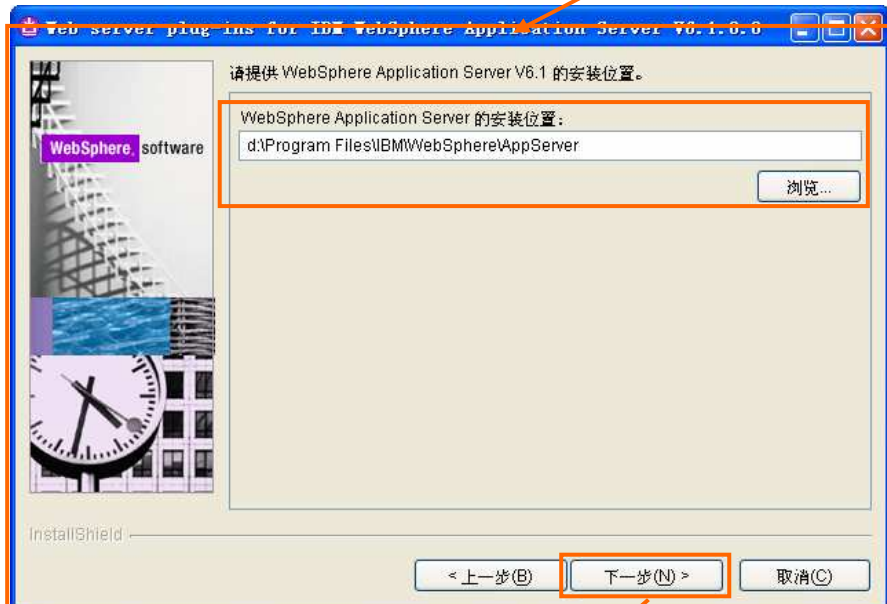 Web server plug-ins for IBM WebSphere Application Server V6.1.0.0
请提供 WebSphere Application Server V6.1 的安装位置。
WebSphere Application Server 的安装位置：
d:\Program Files\IBM\WebSphere\AppServer
浏览...
WebSphere. software
InstallShield
< 上一步(B)
下一步(N) >
取消(C)